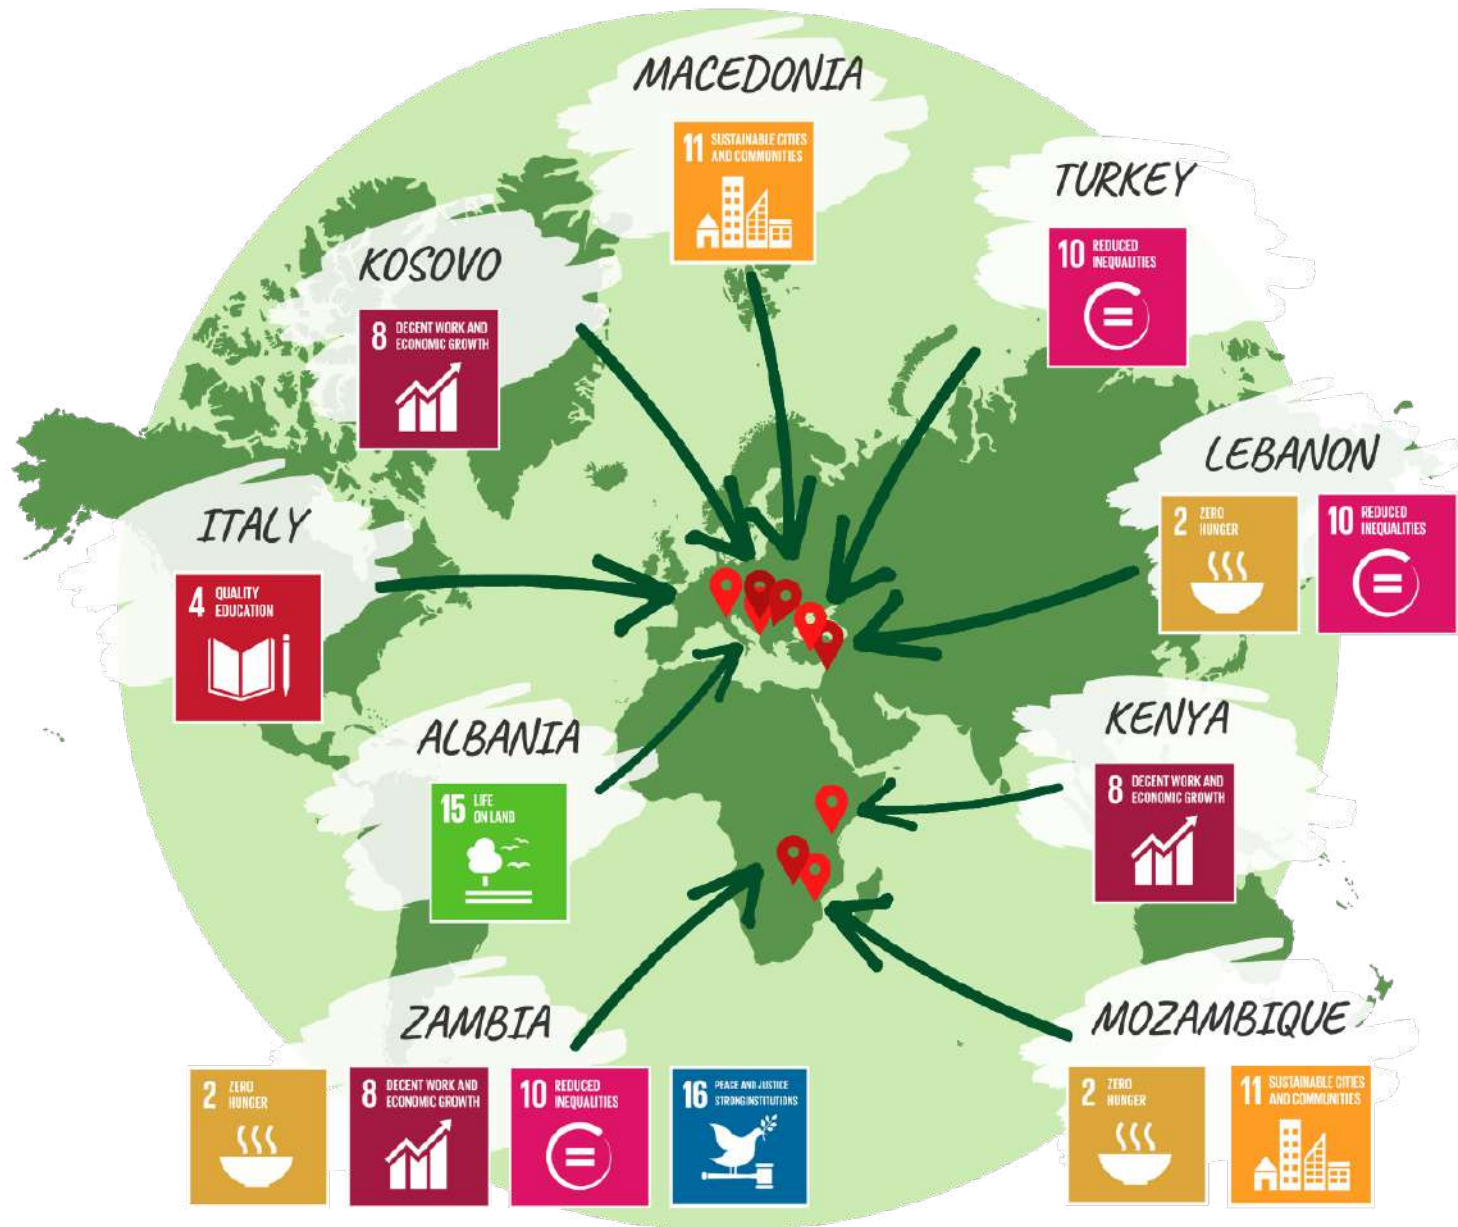 MACEDONIA
11 SUSTAINABLE CITIES
AND COMMUNITIES
TURKEY
10 REDUCED
INEQUALITIES
KOSOVO
8 DECENT WORK AND
ECONOMIC GROWTH
LEBANON
2 ZERO
HUNGER
10 REDUCED
INEQUALITIES
ITALY
4 QUALITY
EDUCATION
ALBANIA
15 LIFE
ON LAND
KENYA
8 DECENT WORK AND
ECONOMIC GROWTH
ZAMBIA
2 ZERO
HUNGER
8 DECENT WORK AND
ECONOMIC GROWTH
10 REDUCED
INEQUALITIES
16 PEACE AND JUSTICE
STRONG INSTITUTIONS
MOZAMBIQUE
2 ZERO
HUNGER
11 SUSTAINABLE CITIES
AND COMMUNITIES